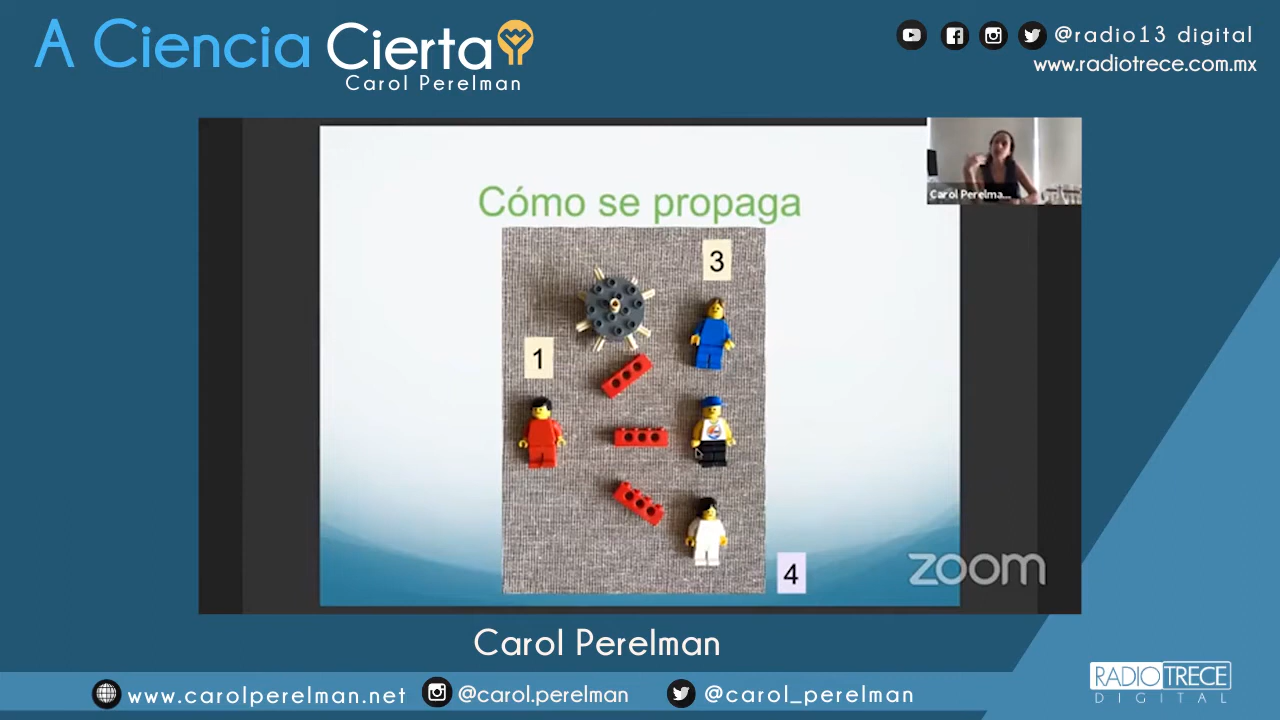 A Ciencia Cierta
Carol Perelman
@radio13 digital
www.radiotrece.com.mx
Carol Perelma...
Cómo se propaga
3
1
4
zoom
Carol Perelman
www.carolperelman.net
@carol.perelman
@carol_perelman
RADIO TRECE
DIGITAL